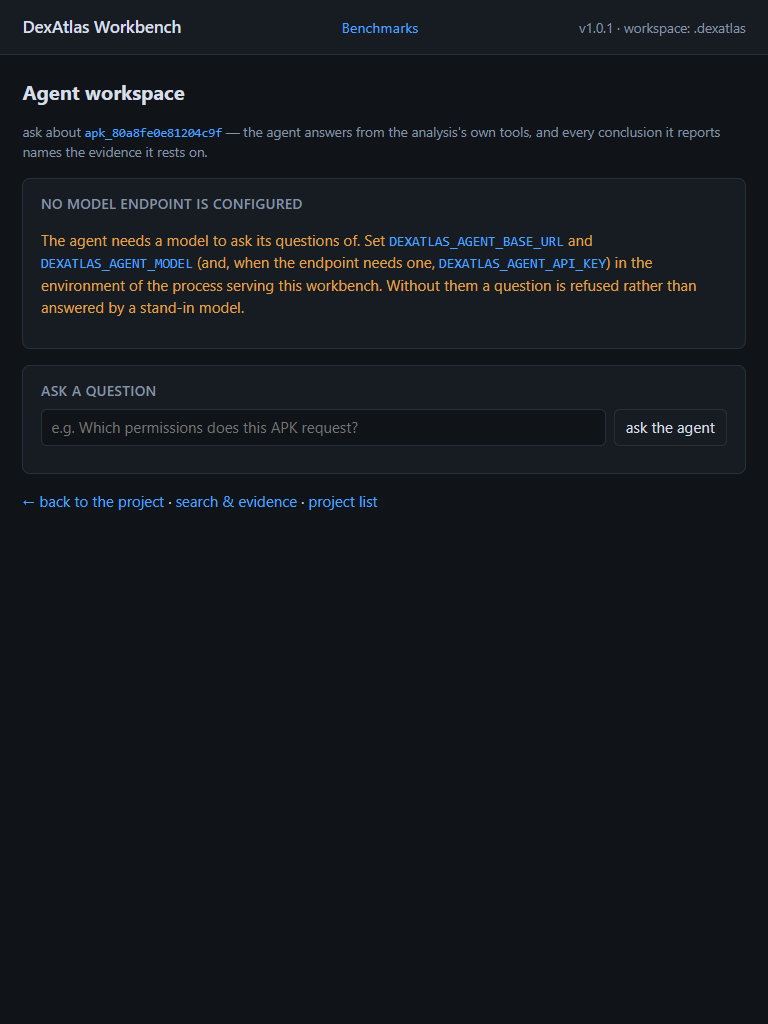 DexAtlas Workbench
Benchmarks
v1.0.1 · workspace: .dexatlas
Agent workspace
ask about apk_80a8fe0e81204c9f — the agent answers from the analysis's own tools, and every conclusion it reports
names the evidence it rests on.
NO MODEL ENDPOINT IS CONFIGURED
The agent needs a model to ask its questions of. Set DEXATLAS_AGENT_BASE_URL and
DEXATLAS_AGENT_MODEL (and, when the endpoint needs one, DEXATLAS_AGENT_API_KEY) in the
environment of the process serving this workbench. Without them a question is refused rather than
answered by a stand-in model.
ASK A QUESTION
e.g. Which permissions does this APK request?
ask the agent
← back to the project · search & evidence · project list